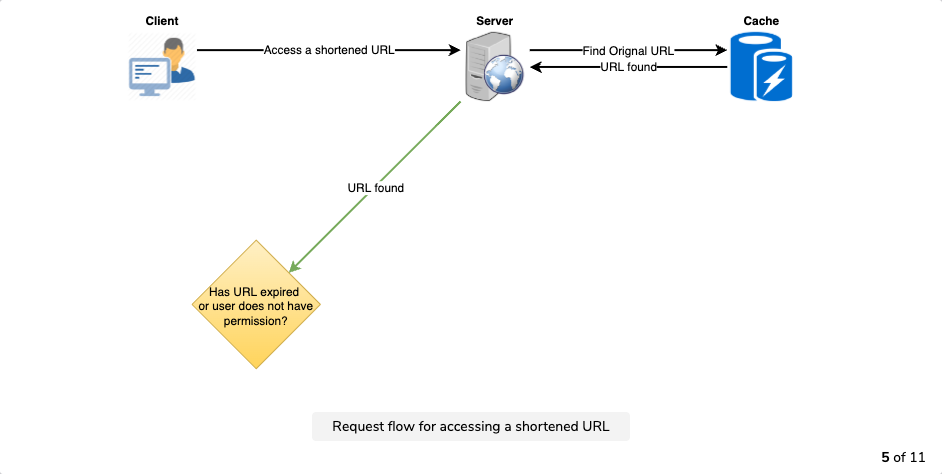 Client
Server
Cache
Access a shortened URL
Find Orignal URL
URL found
URL found
Has URL expired
or user does not have
permission?
Request flow for accessing a shortened URL
5 of 11